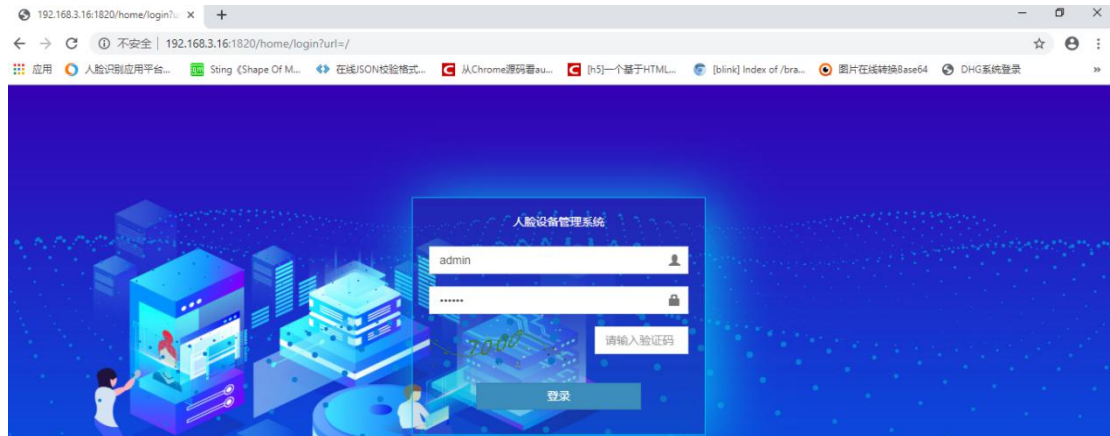 192.168.3.16:1820/home/login?u
不安全 | 192.168.3.16:1820/home/login?url=/
应用 人脸识别应用平台... Sting《Shape Of M... 在线JSON校验格式... 从Chrome源码看au... [h5]一个基于HTML... [blink] Index of /bra... 图片在线转换Base64 DHG系统登录 »
人脸设备管理系统
admin
••••••
请输入验证码
登录